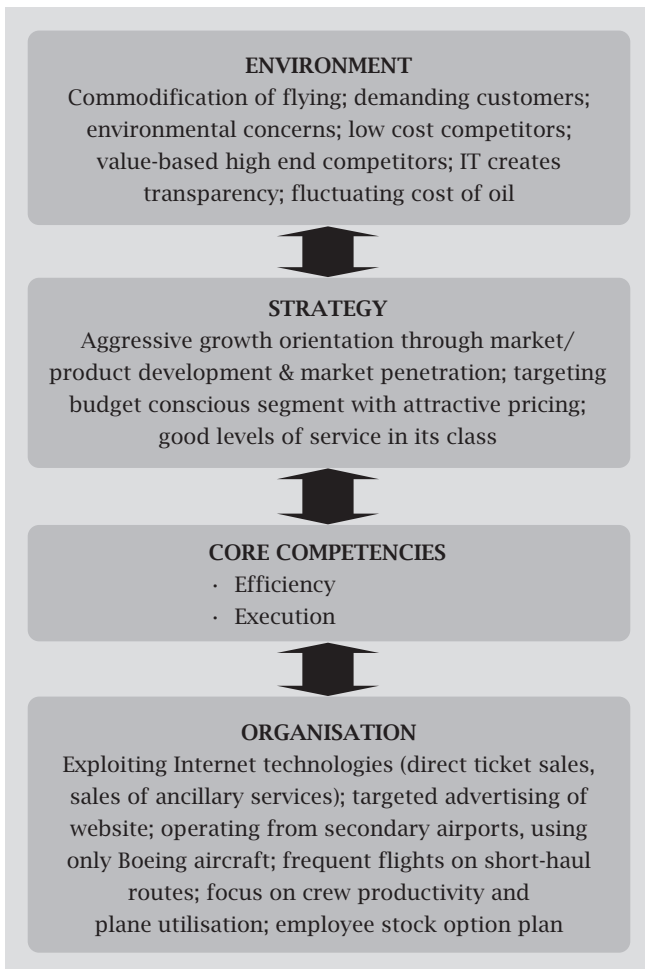 ENVIRONMENT
Commodification of flying; demanding customers;
environmental concerns; low cost competitors;
value-based high end competitors; IT creates
transparency; fluctuating cost of oil
STRATEGY
Aggressive growth orientation through market/
product development & market penetration; targeting
budget conscious segment with attractive pricing;
good levels of service in its class
CORE COMPETENCIES
· Efficiency
· Execution
ORGANISATION
Exploiting Internet technologies (direct ticket sales,
sales of ancillary services); targeted advertising of
website; operating from secondary airports, using
only Boeing aircraft; frequent flights on short-haul
routes; focus on crew productivity and
plane utilisation; employee stock option plan